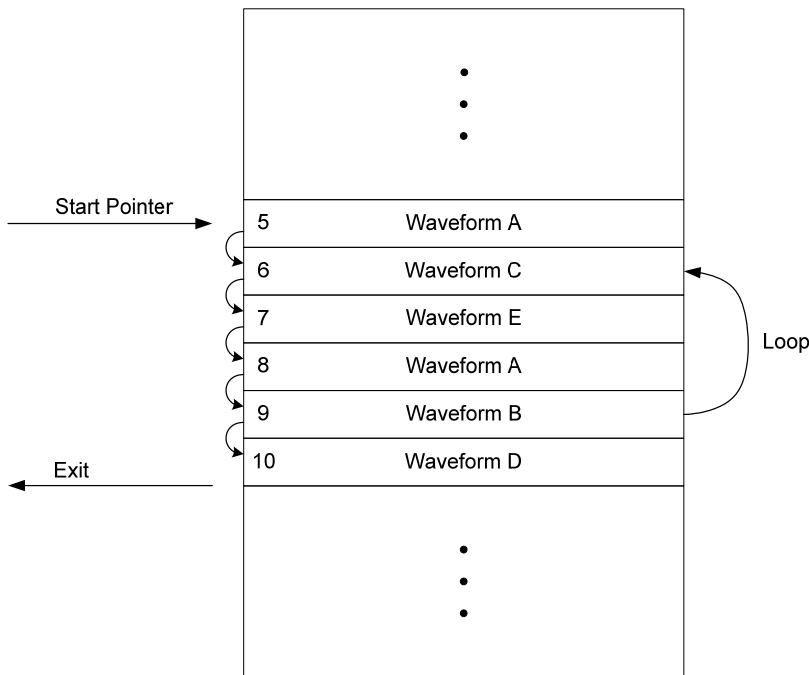 Start Pointer
5 Waveform A
6 Waveform C
7 Waveform E
Loop
8 Waveform A
9 Waveform B
10 Waveform D
Exit